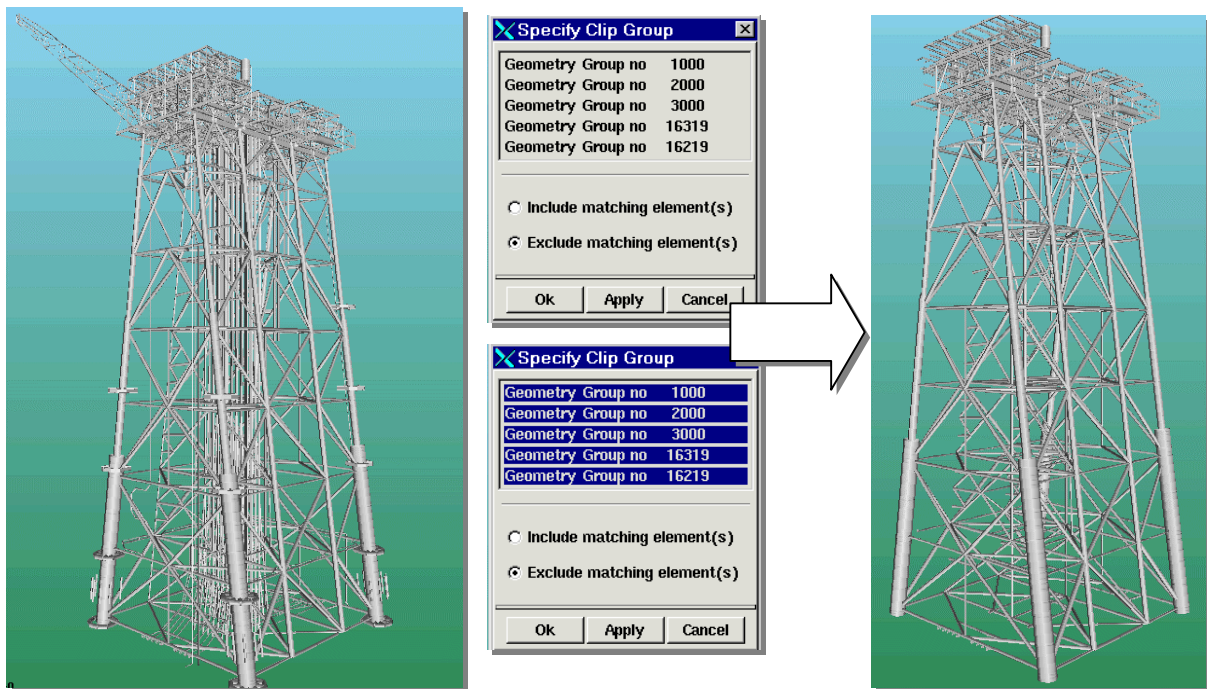 Specify Clip Group
Geometry Group no 1000
Geometry Group no 2000
Geometry Group no 3000
Geometry Group no 16319
Geometry Group no 16219
Include matching element(s)
Exclude matching element(s)
Ok Apply Cancel
Specify Clip Group
Geometry Group no 1000
Geometry Group no 2000
Geometry Group no 3000
Geometry Group no 16319
Geometry Group no 16219
Include matching element(s)
Exclude matching element(s)
Ok Apply Cancel